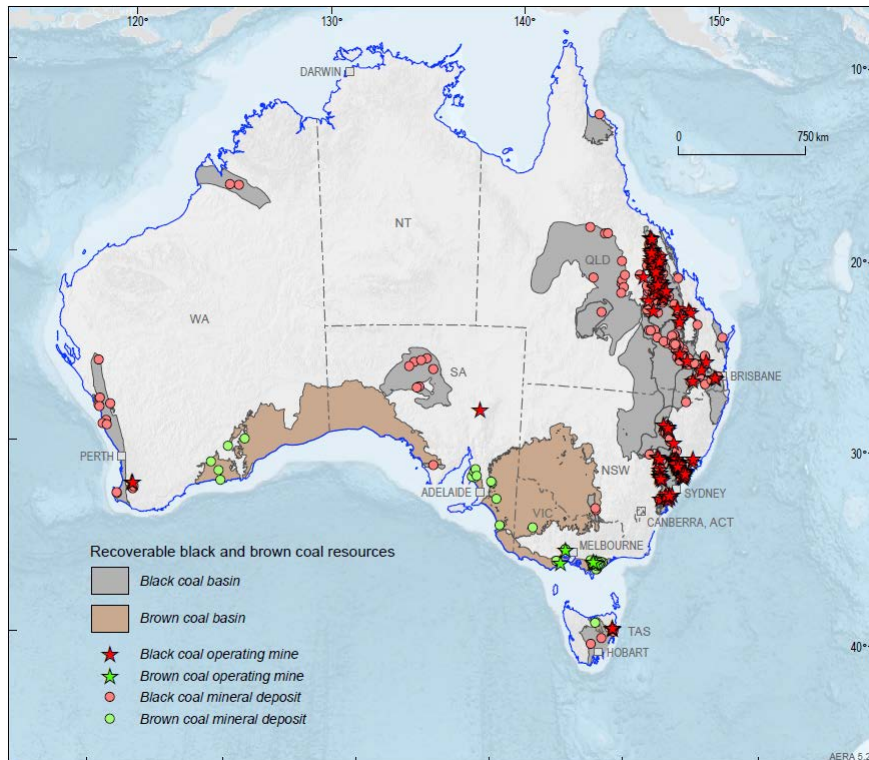 120°
130°
140°
150°
DARWIN
10°
0
750 km
NT
QLD
20°
WA
SA
BRISBANE
PERTH
30°
NSW
ADELAIDE
SYDNEY
VIC
CANBERRA, ACT
MELBOURNE
Recoverable black and brown coal resources
Black coal basin
Brown coal basin
TAS
Black coal operating mine
40°
HOBART
Brown coal operating mine
Black coal mineral deposit
Brown coal mineral deposit
AERA 5.2